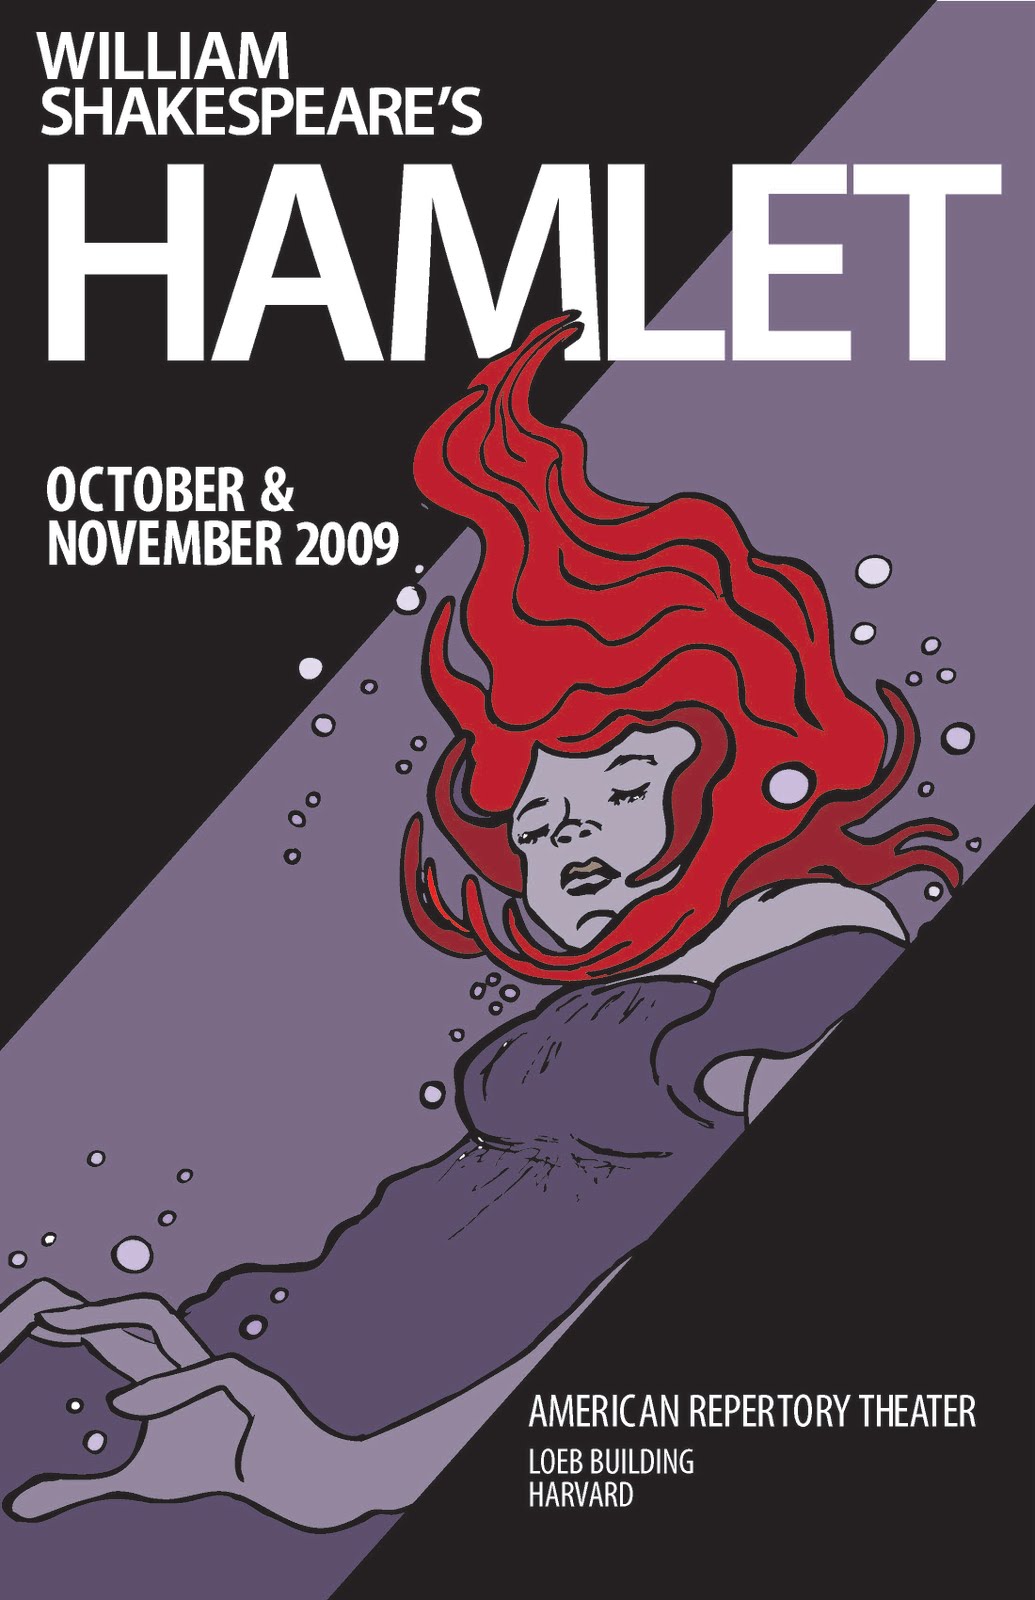 WILLIAM
SHAKESPEARE'S
HAMLET
OCTOBER &
NOVEMBER 2009
AMERICAN REPERTORY THEATER
LOEB BUILDING
HARVARD